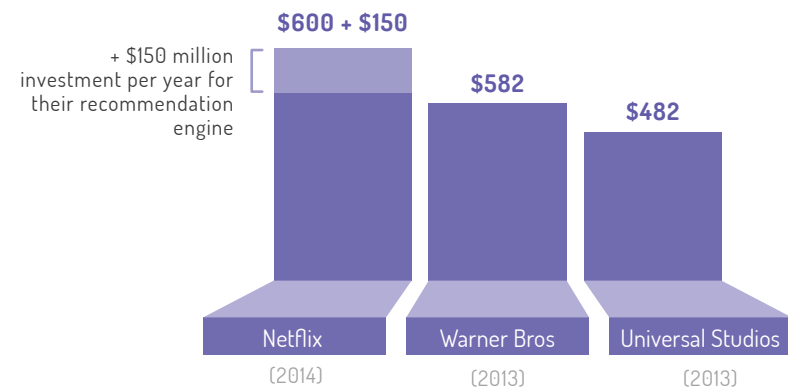 $600 + $150
+ $150 million
investment per year for
their recommendation
engine
$582
$482
Netflix
Warner Bros
Universal Studios
(2014)
(2013)
(2013)